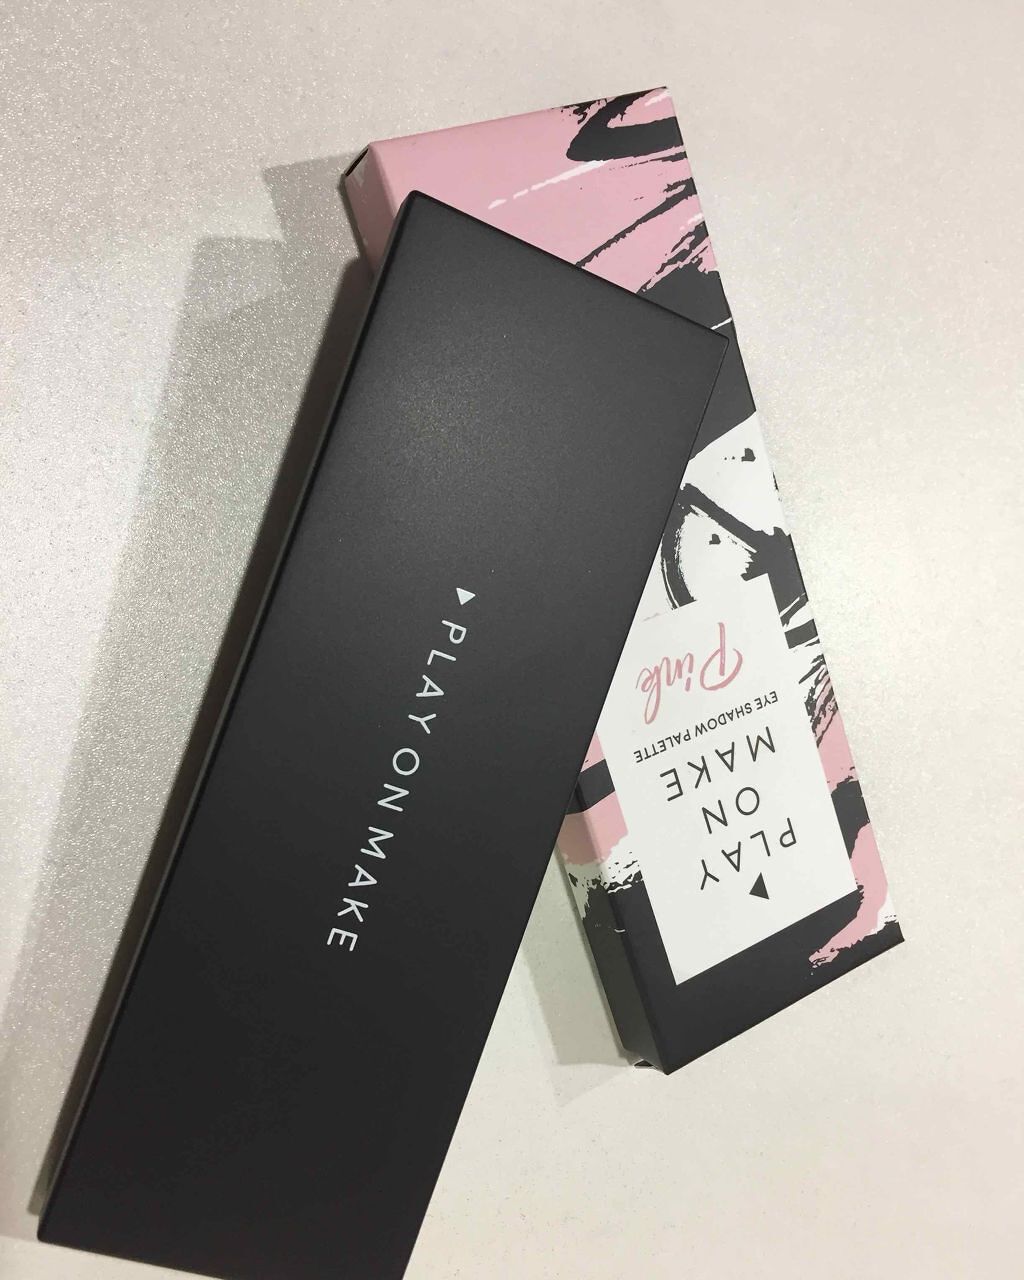 ▲PLAY ON MAKE
▲
PLAY
ON
MAKE
EYE SHADOW PALETTE
Pink